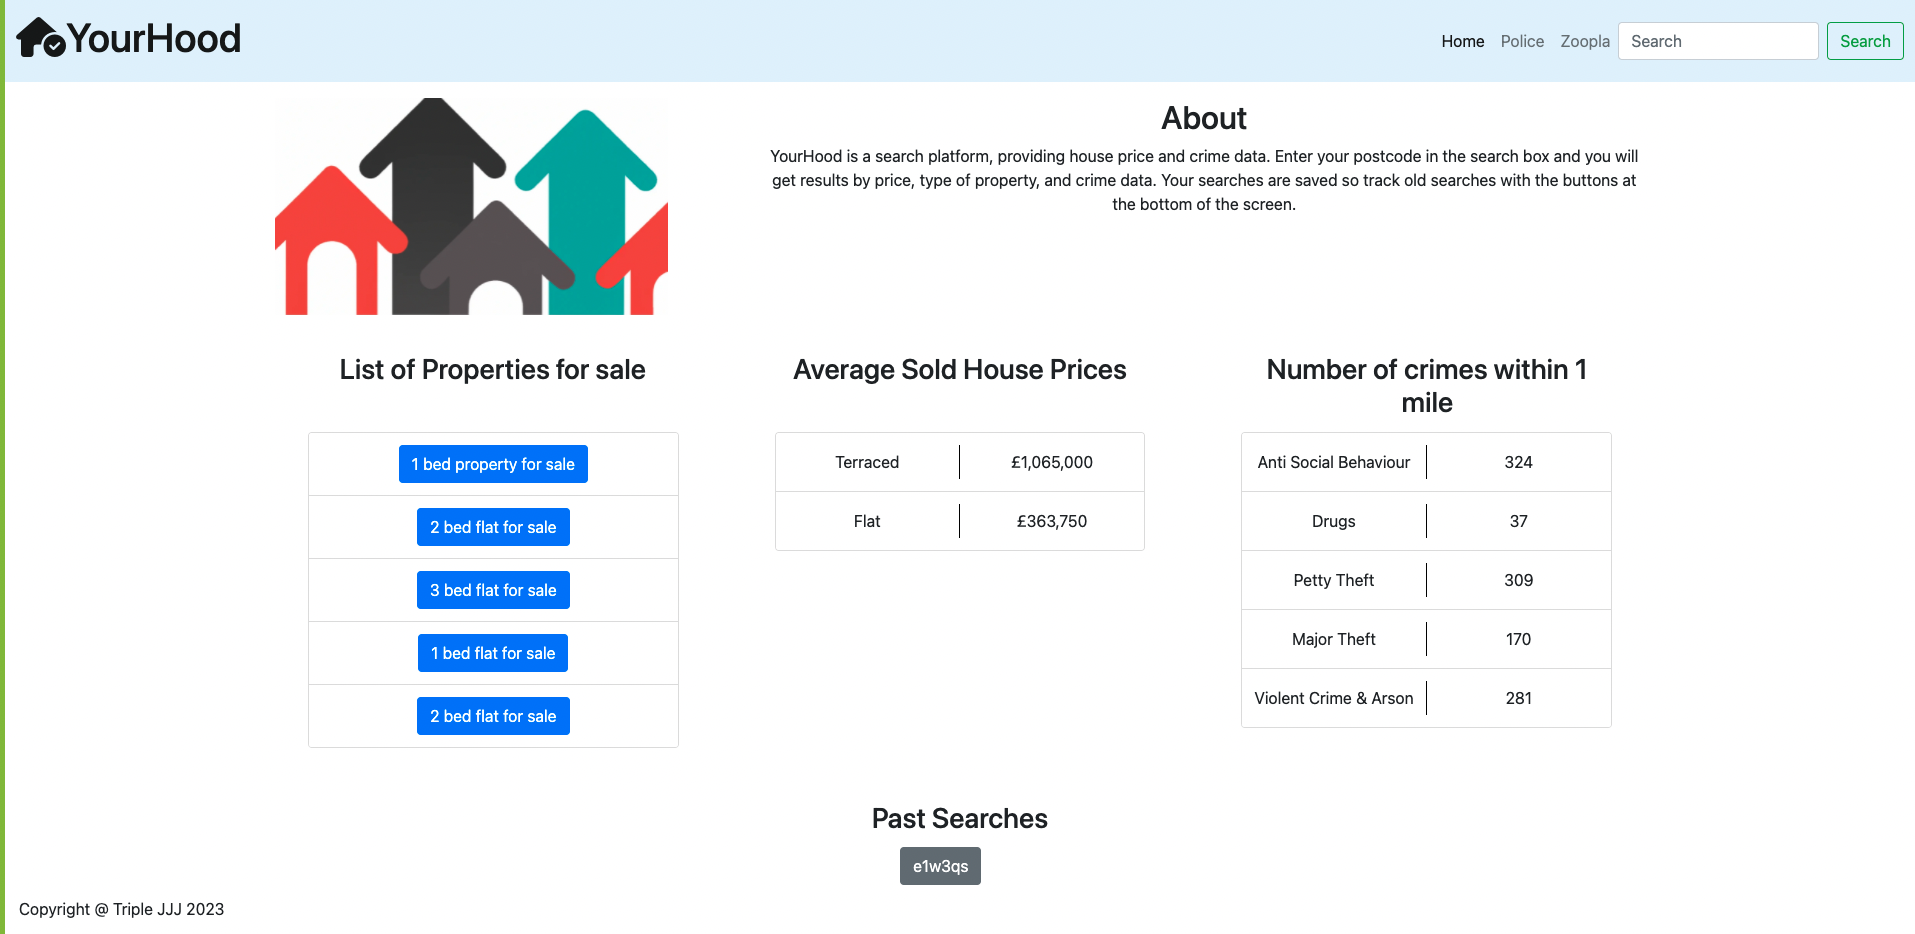 YourHood
Home Police Zoopla Search Search
About
YourHood is a search platform, providing house price and crime data. Enter your postcode in the search box and you will
get results by price, type of property, and crime data. Your searches are saved so track old searches with the buttons at
the bottom of the screen.
List of Properties for sale
1 bed property for sale
2 bed flat for sale
3 bed flat for sale
1 bed flat for sale
2 bed flat for sale
Average Sold House Prices
Terraced £1,065,000
Flat £363,750
Number of crimes within 1
mile
Anti Social Behaviour 324
Drugs 37
Petty Theft 309
Major Theft 170
Violent Crime & Arson 281
Past Searches
e1w3qs
Copyright @ Triple JJJ 2023